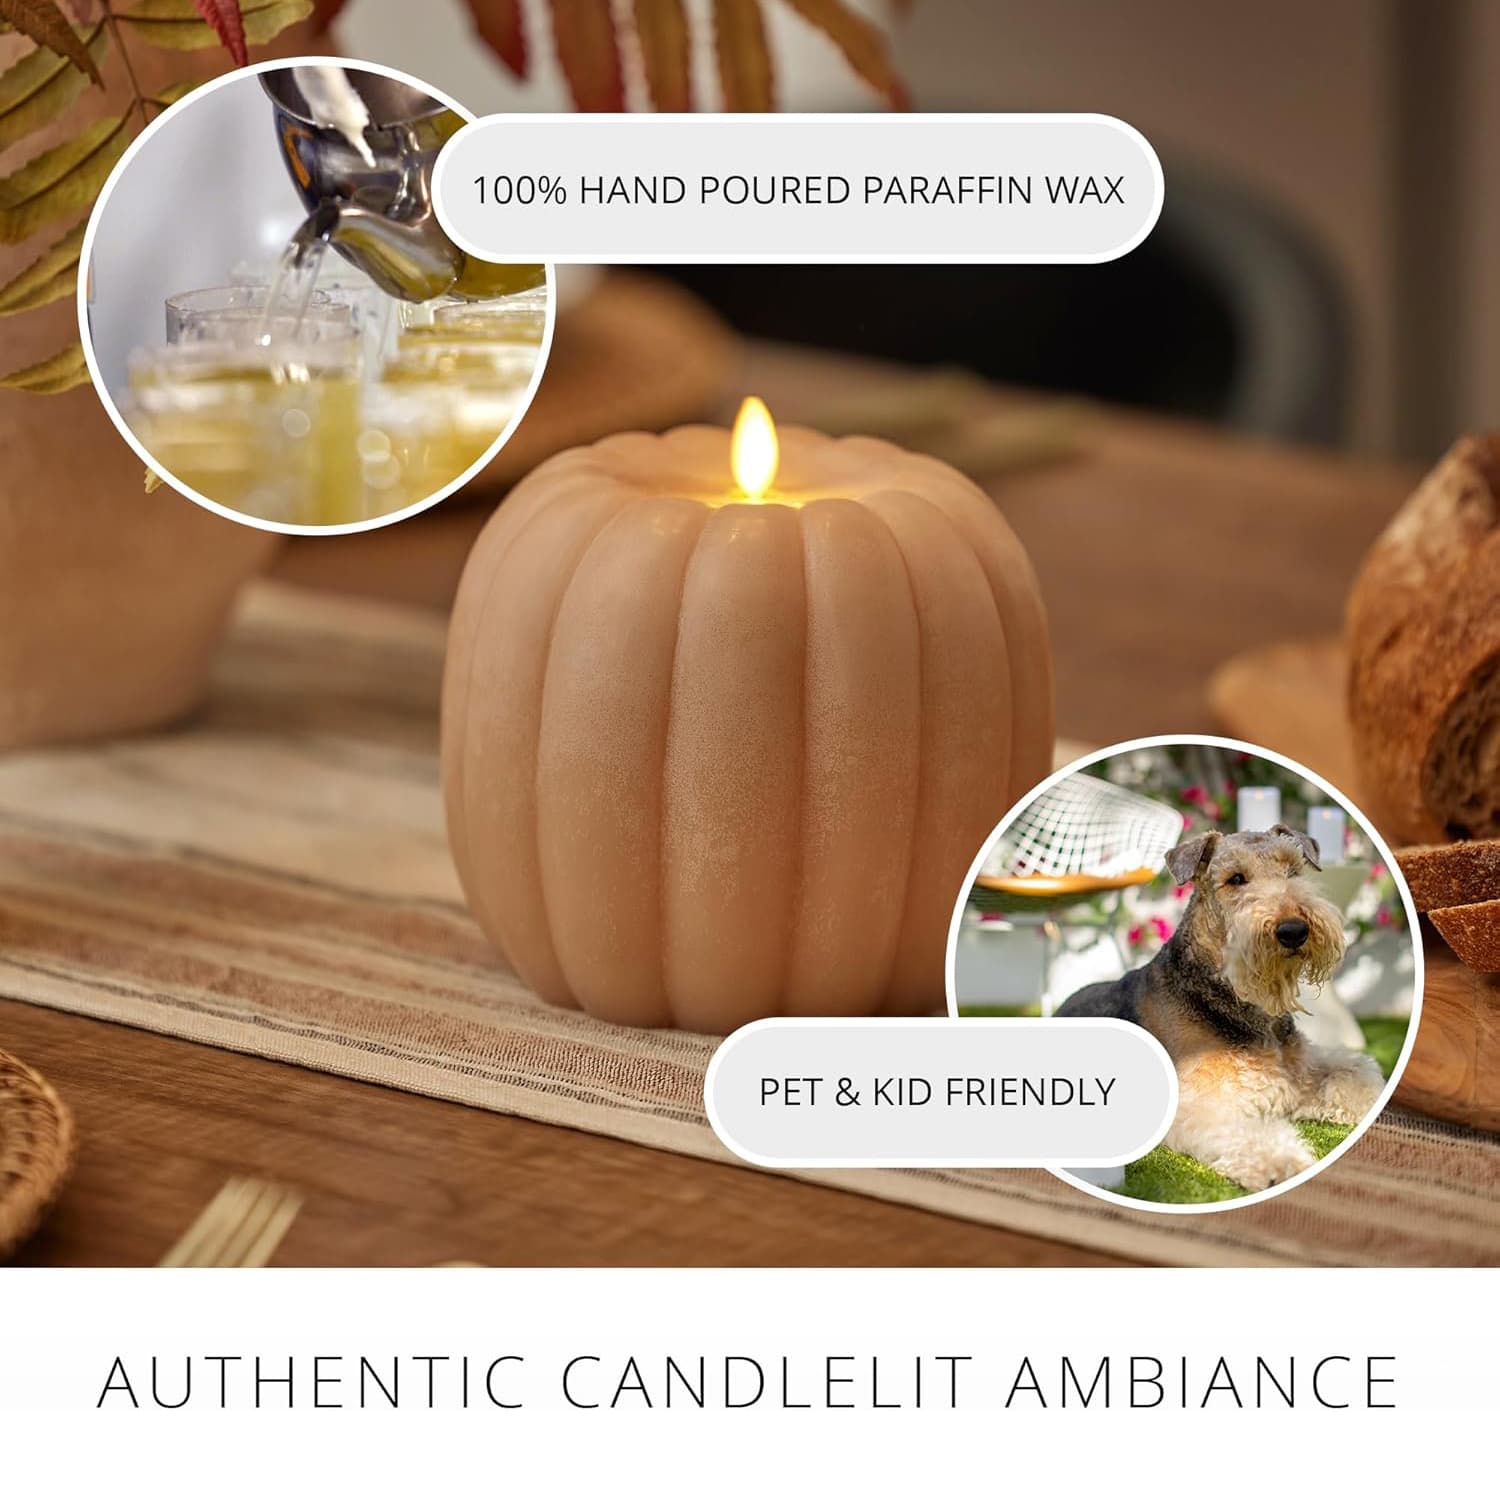 100% HAND POURED PARAFFIN WAX
PET & KID FRIENDLY
AUTHENTIC CANDLELIT AMBIANCE